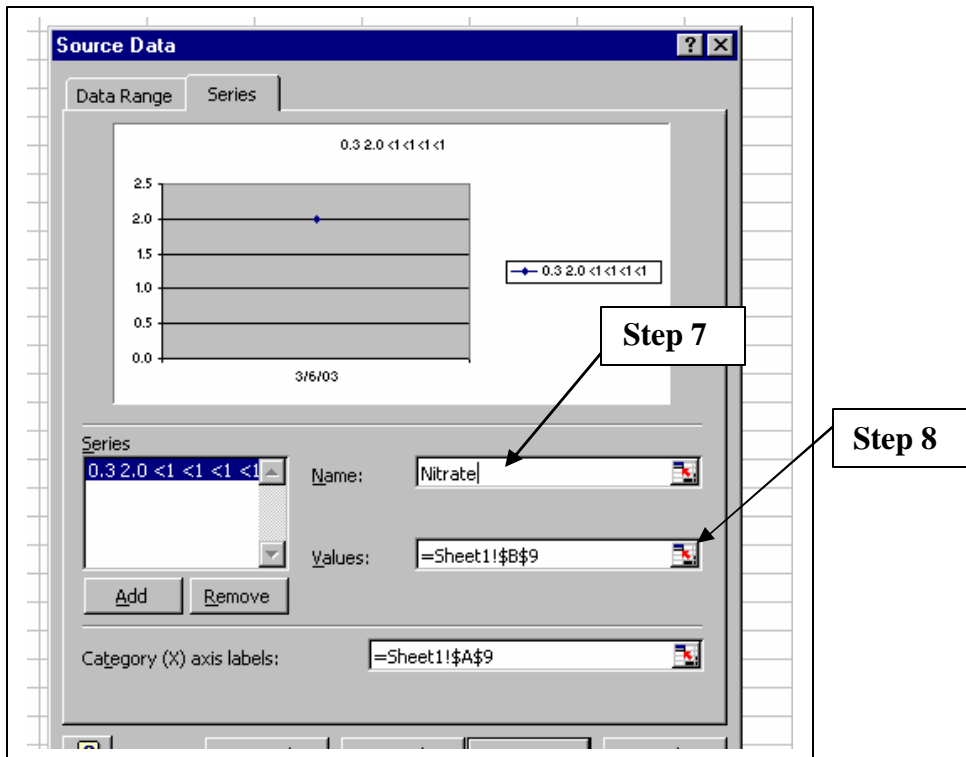 Source Data
Data Range
Series
0.3 2.0 <1 <1 <1 <1
2.5
2.0
1.5
1.0
0.5
0.0
3/6/03
0.3 2.0 <1 <1 <1 <1
Step 7
Step 8
Series
0.3 2.0 <1 <1 <1 <1
Name:
Nitrate
Values:
=Sheet1!$B$9
Add
Remove
Category (X) axis labels:
=Sheet1!$A$9